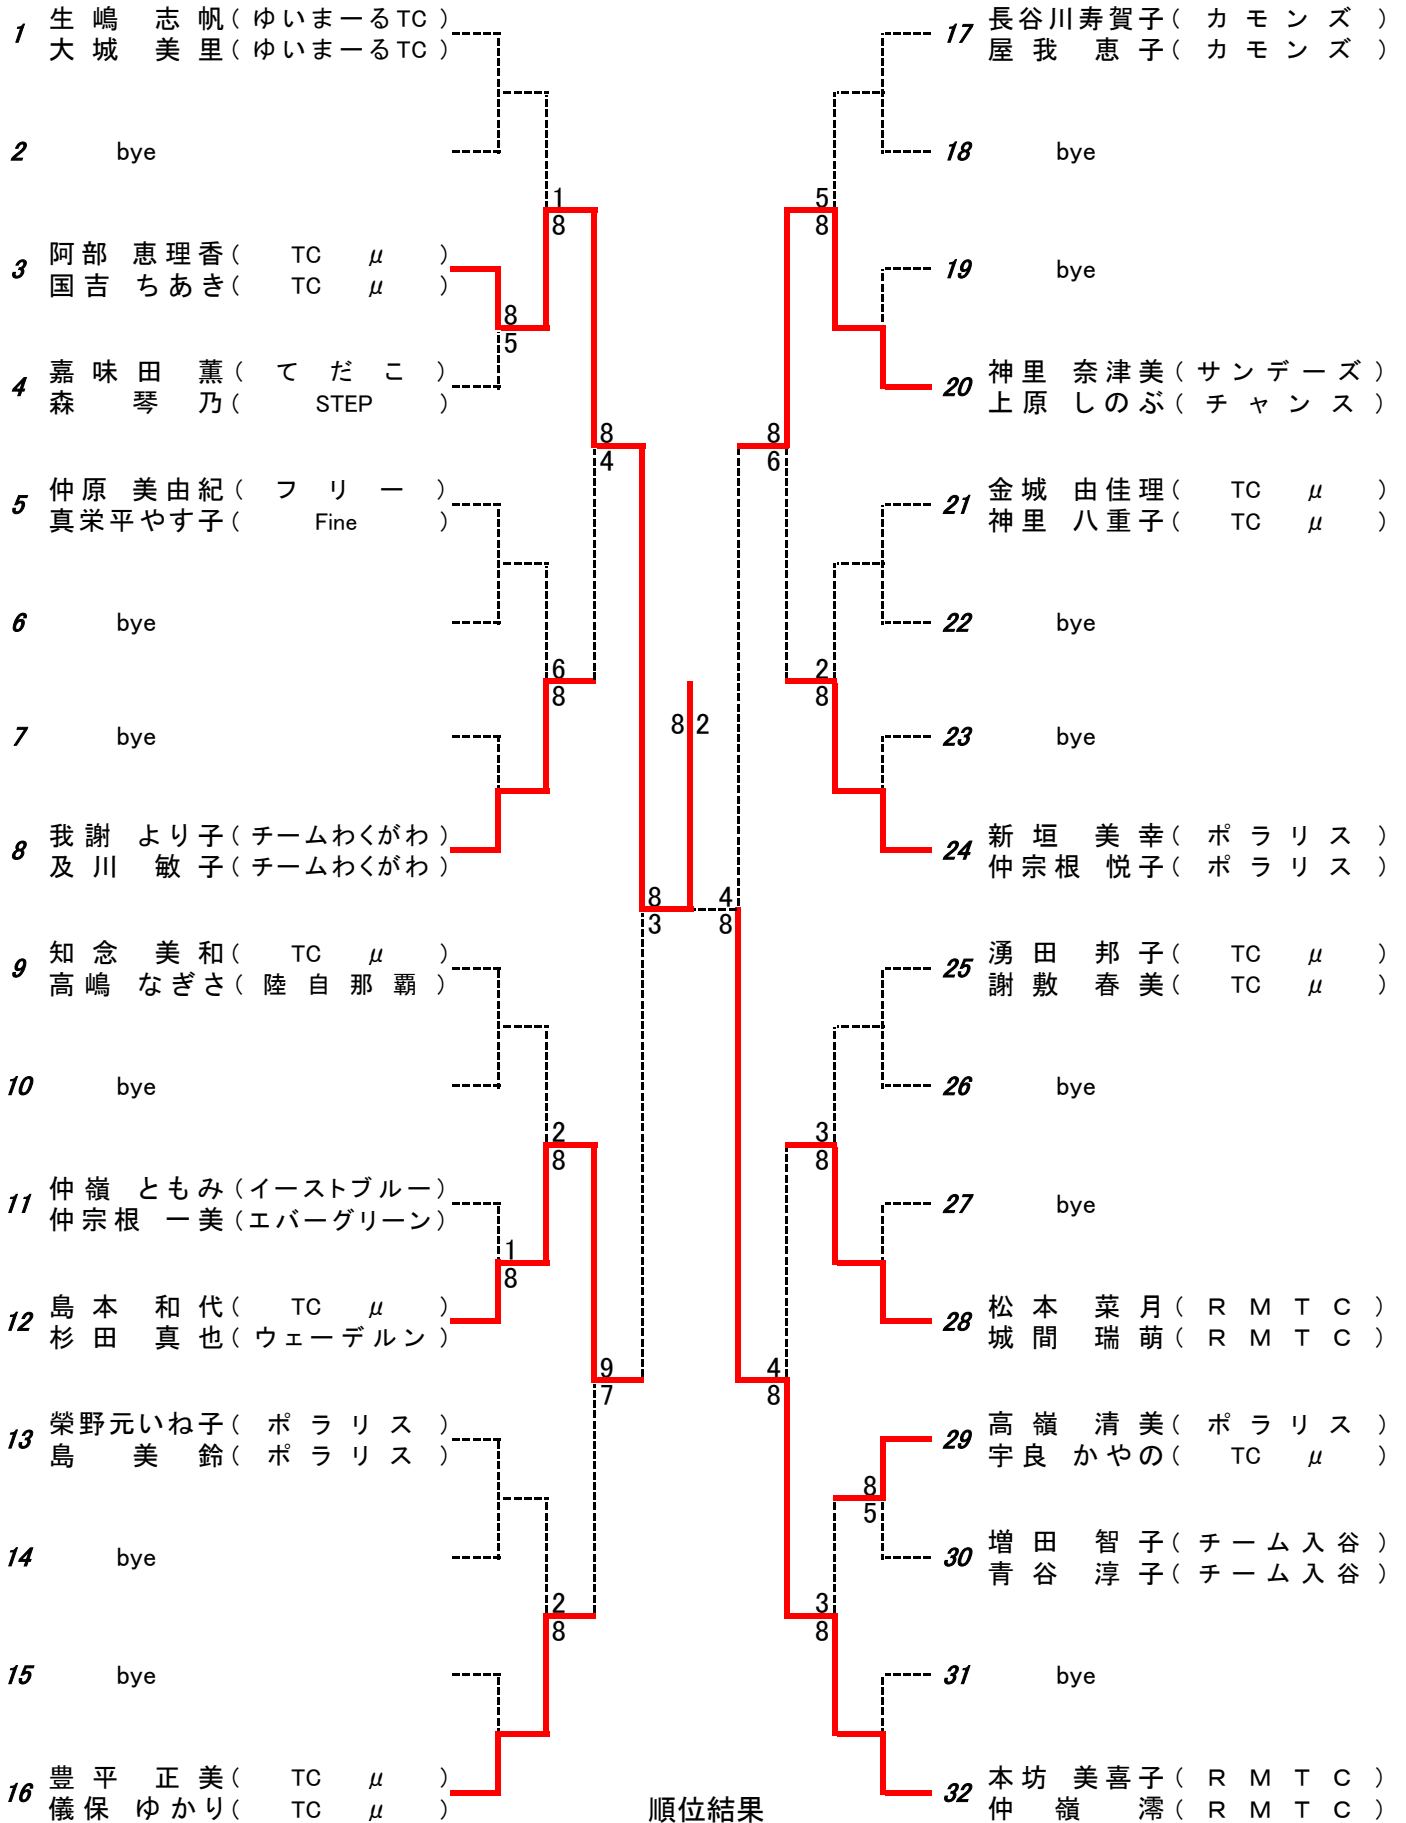 1 生嶋 志帆(ゆいまーるTC)
大城 美里(ゆいまーるTC)
2 bye
1
8
3 阿部 恵理香( TC μ )
国吉 ちあき( TC μ )
8
5
4 嘉味田 薫( てだこ )
森 琴乃( STEP )
8
4
5 仲原 美由紀( フリー )
真栄平やす子( Fine )
6 bye
6
8
7 bye
8 我謝 より子(チームわくがわ)
及川 敏子(チームわくがわ)
8
3
9 知念 美和( TC μ )
高嶋 なぎさ( 陸自那覇 )
10 bye
2
8
11 仲嶺 ともみ(イーストブルー)
仲宗根 一美(エバーグリーン)
1
8
12 島本 和代( TC μ )
杉田 真也(ウェーデルン)
9
7
13 榮野元いね子( ポラリス )
島 美鈴( ポラリス )
14 bye
2
8
15 bye
16 豊平 正美( TC μ )
儀保 ゆかり( TC μ )
8 2
順位結果
17 長谷川寿賀子( カモンズ )
屋我 恵子( カモンズ )
18 bye
5
8
19 bye
20 神里 奈津美(サンデーズ)
上原 しのぶ( チャンス )
8
6
21 金城 由佳理( TC μ )
神里 八重子( TC μ )
22 bye
2
8
23 bye
24 新垣 美幸( ポラリス )
仲宗根 悦子( ポラリス )
4
8
25 湧田 邦子( TC μ )
謝敷 春美( TC μ )
26 bye
3
8
27 bye
28 松本 菜月( RMTC )
城間 瑞萌( RMTC )
4
8
29 高嶺 清美( ポラリス )
宇良 かやの( TC μ )
8
5
30 増田 智子( チーム入谷 )
青谷 淳子( チーム入谷 )
3
8
31 bye
32 本坊 美喜子( RMTC )
仲嶺 澪( RMTC )